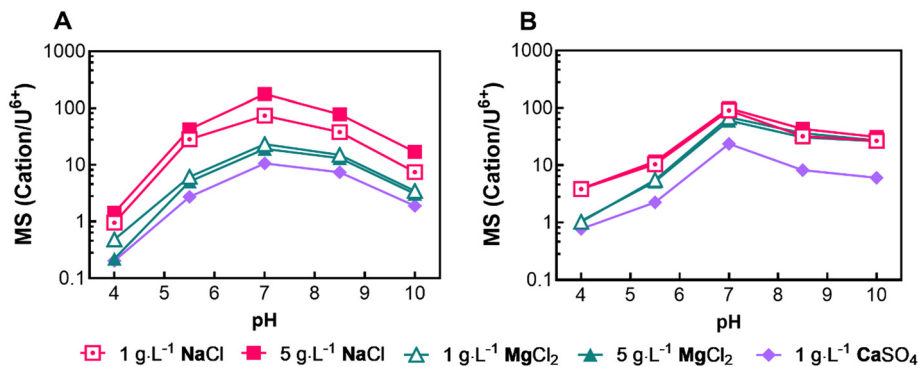 A
B
MS (Cation/U⁶⁺)
1000
100
10
1
0.1
4 5 6 7 8 9 10
pH
MS (Cation/U⁶⁺)
1000
100
10
1
0.1
4 5 6 7 8 9 10
pH
1 g·L⁻¹ NaCl 5 g·L⁻¹ NaCl 1 g·L⁻¹ MgCl₂ 5 g·L⁻¹ MgCl₂ 1 g·L⁻¹ CaSO₄